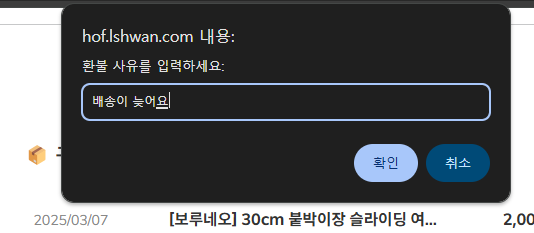 hof.lshwan.com 내용:
환불 사유를 입력하세요:
배송이 늦어요
확인 취소
2025/03/07 [보루네오] 30cm 붙박이장 슬라이딩 여... 2,00